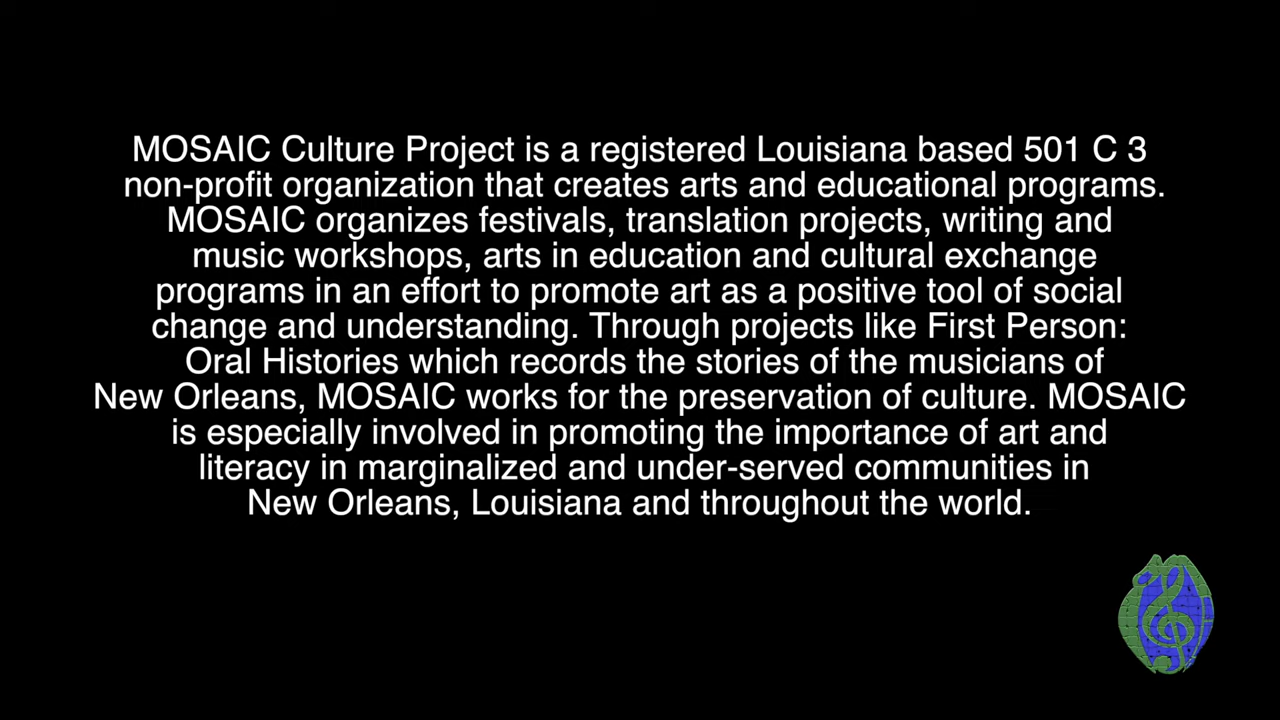 MOSAIC Culture Project is a registered Louisiana based 501 C 3
non-profit organization that creates arts and educational programs.
MOSAIC organizes festivals, translation projects, writing and
music workshops, arts in education and cultural exchange
programs in an effort to promote art as a positive tool of social
change and understanding. Through projects like First Person:
Oral Histories which records the stories of the musicians of
New Orleans, MOSAIC works for the preservation of culture. MOSAIC
is especially involved in promoting the importance of art and
literacy in marginalized and under-served communities in
New Orleans, Louisiana and throughout the world.